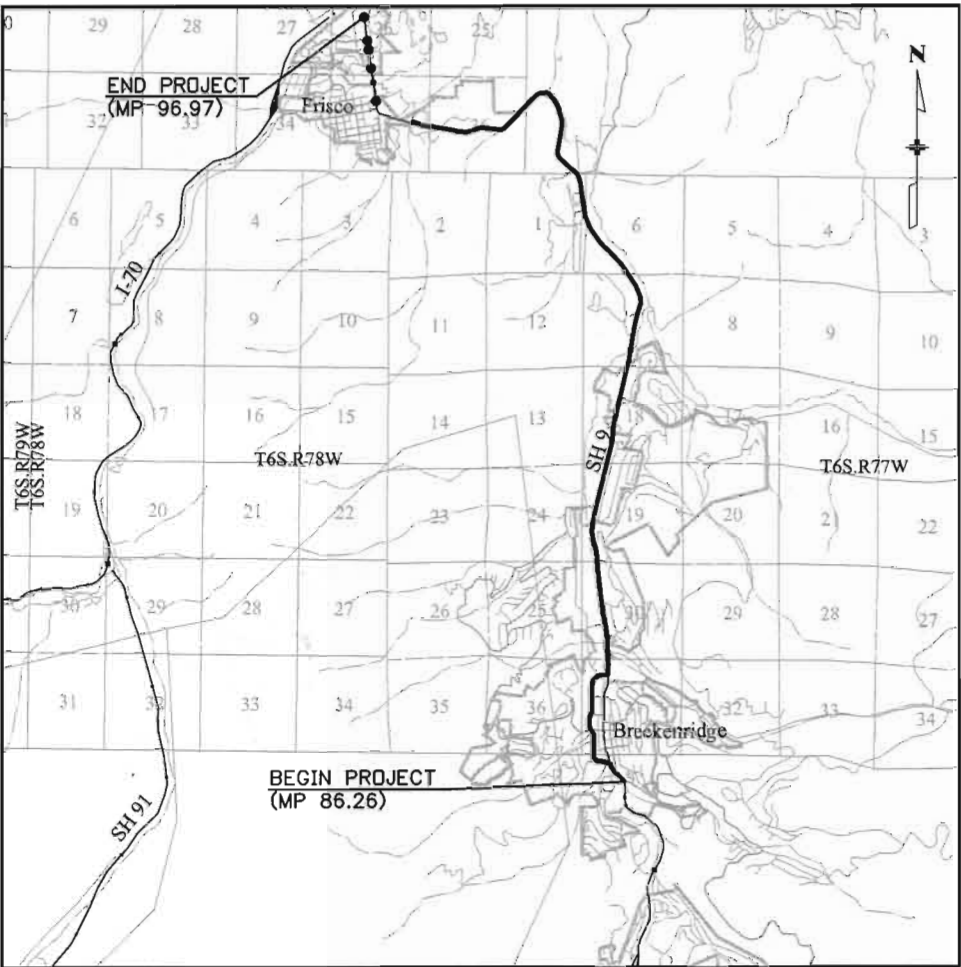 0 29 28 27 26 25
N
END PROJECT
(MP 96.97)
Frisco
32 33 34
6 5 4 3 2 1 6 5 4 3
I-70
7 8 9 10 11 12 8 9 10
18 17 16 15 14 13 18 17 16 15
SH 9
T6S.R79W
T6S.R78W
T6S.R78W
T6S.R77W
19 20 21 22 23 24 19 20 21 22
30 29 28 27 26 25 30 29 28 27
31 32 33 34 35 36 32 33 34
Breckenridge
BEGIN PROJECT
(MP 86.26)
SH 91